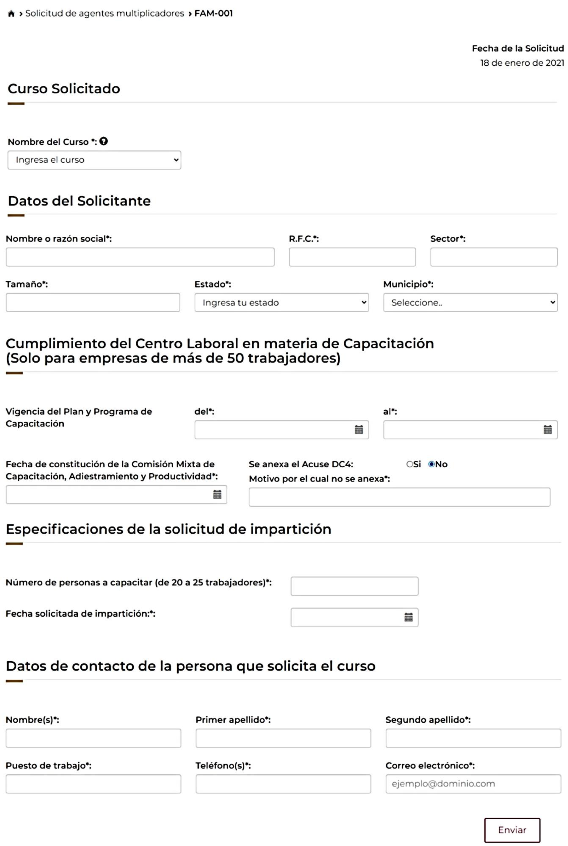 › Solicitud de agentes multiplicadores › FAM-001
Fecha de la Solicitud
18 de enero de 2021
Curso Solicitado
Nombre del Curso *:
Ingresa el curso
Datos del Solicitante
Nombre o razón social*:
R.F.C.*:
Sector*:
Tamaño*:
Estado*:
Municipio*:
Ingresa tu estado
Seleccione..
Cumplimiento del Centro Laboral en materia de Capacitación
(Solo para empresas de más de 50 trabajadores)
Vigencia del Plan y Programa de
Capacitación
del*:
al*:
Fecha de constitución de la Comisión Mixta de
Capacitación, Adiestramiento y Productividad*:
Se anexa el Acuse DC4:
Si
No
Motivo por el cual no se anexa*:
Especificaciones de la solicitud de impartición
Número de personas a capacitar (de 20 a 25 trabajadores)*:
Fecha solicitada de impartición:*:
Datos de contacto de la persona que solicita el curso
Nombre(s)*:
Primer apellido*:
Segundo apellido*:
Puesto de trabajo*:
Teléfono(s)*:
Correo electrónico*:
ejemplo@dominio.com
Enviar